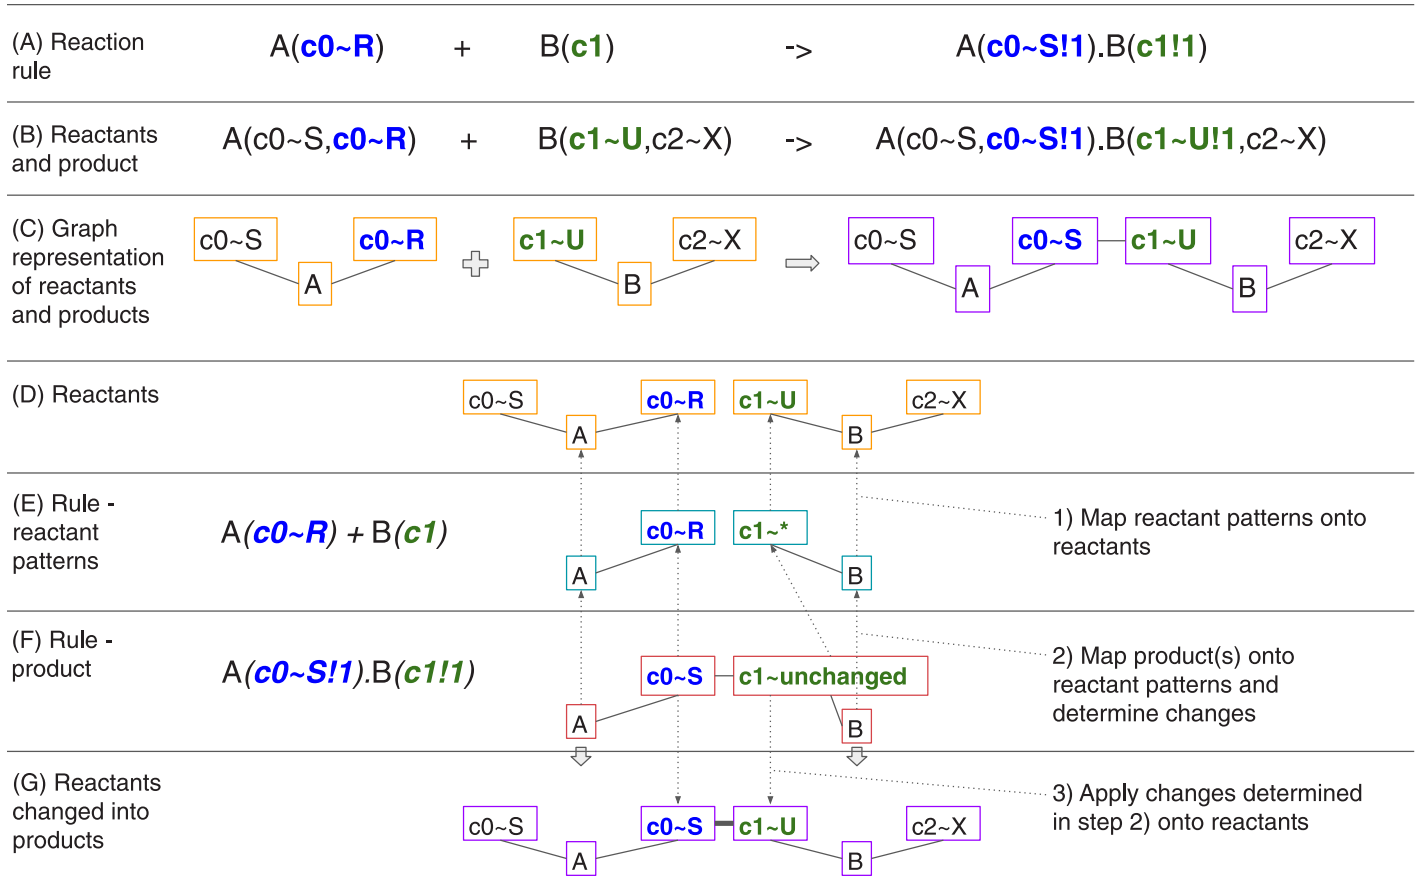 (A) Reaction rule
A(c0~R) + B(c1) -> A(c0~S!1).B(c1!1)
(B) Reactants and product
A(c0~S,c0~R) + B(c1~U,c2~X) -> A(c0~S,c0~S!1).B(c1~U!1,c2~X)
(C) Graph representation of reactants and products
c0~S c0~R c1~U c2~X c0~S c0~S c1~U c2~X
A B A B
(D) Reactants
c0~S c0~R c1~U c2~X
A B
(E) Rule - reactant patterns
A(c0~R) + B(c1)
c0~R c1~*
A B
1) Map reactant patterns onto reactants
(F) Rule - product
A(c0~S!1).B(c1!1)
c0~S c1~unchanged
A B
2) Map product(s) onto reactant patterns and determine changes
(G) Reactants changed into products
c0~S c0~S c1~U c2~X
A B
3) Apply changes determined in step 2) onto reactants